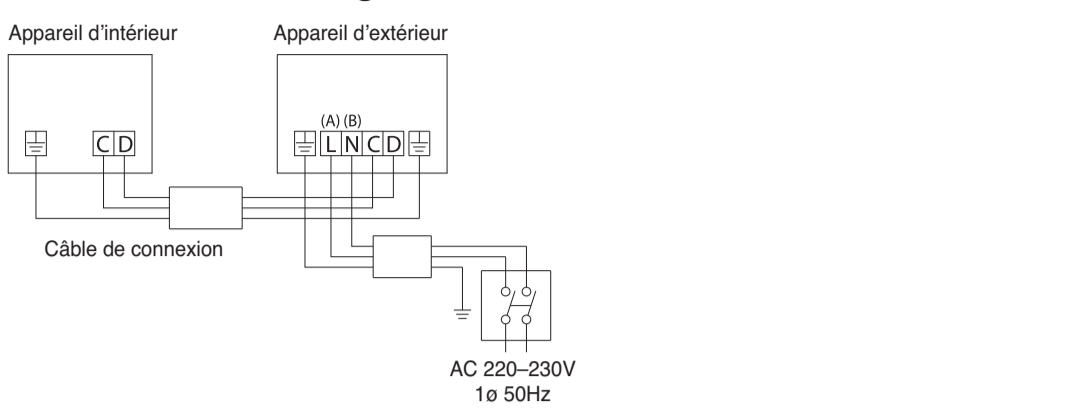 Appareil d'intérieur
Appareil d'extérieur
(A) (B)
C D
L N C D
Câble de connexion
AC 220–230V
1ø 50Hz